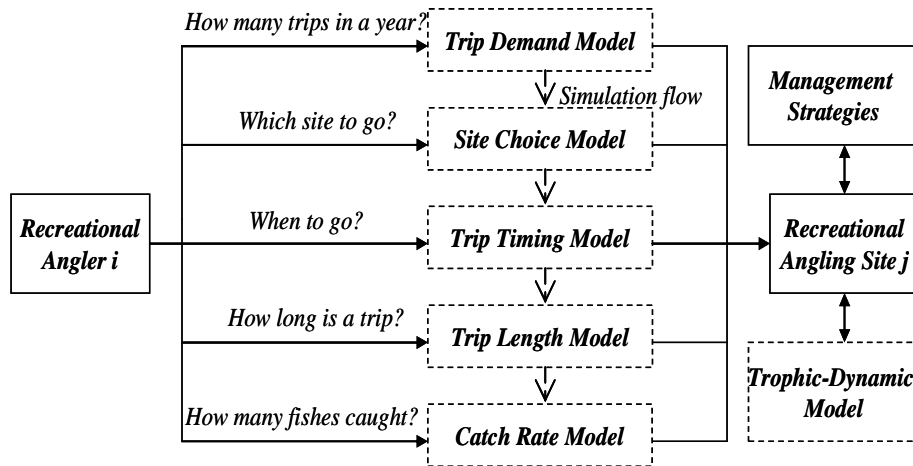 How many trips in a year?
Trip Demand Model
Simulation flow
Management
Strategies
Which site to go?
Site Choice Model
Recreational
Angler i
When to go?
Trip Timing Model
Recreational
Angling Site j
How long is a trip?
Trip Length Model
Trophic-Dynamic
Model
How many fishes caught?
Catch Rate Model